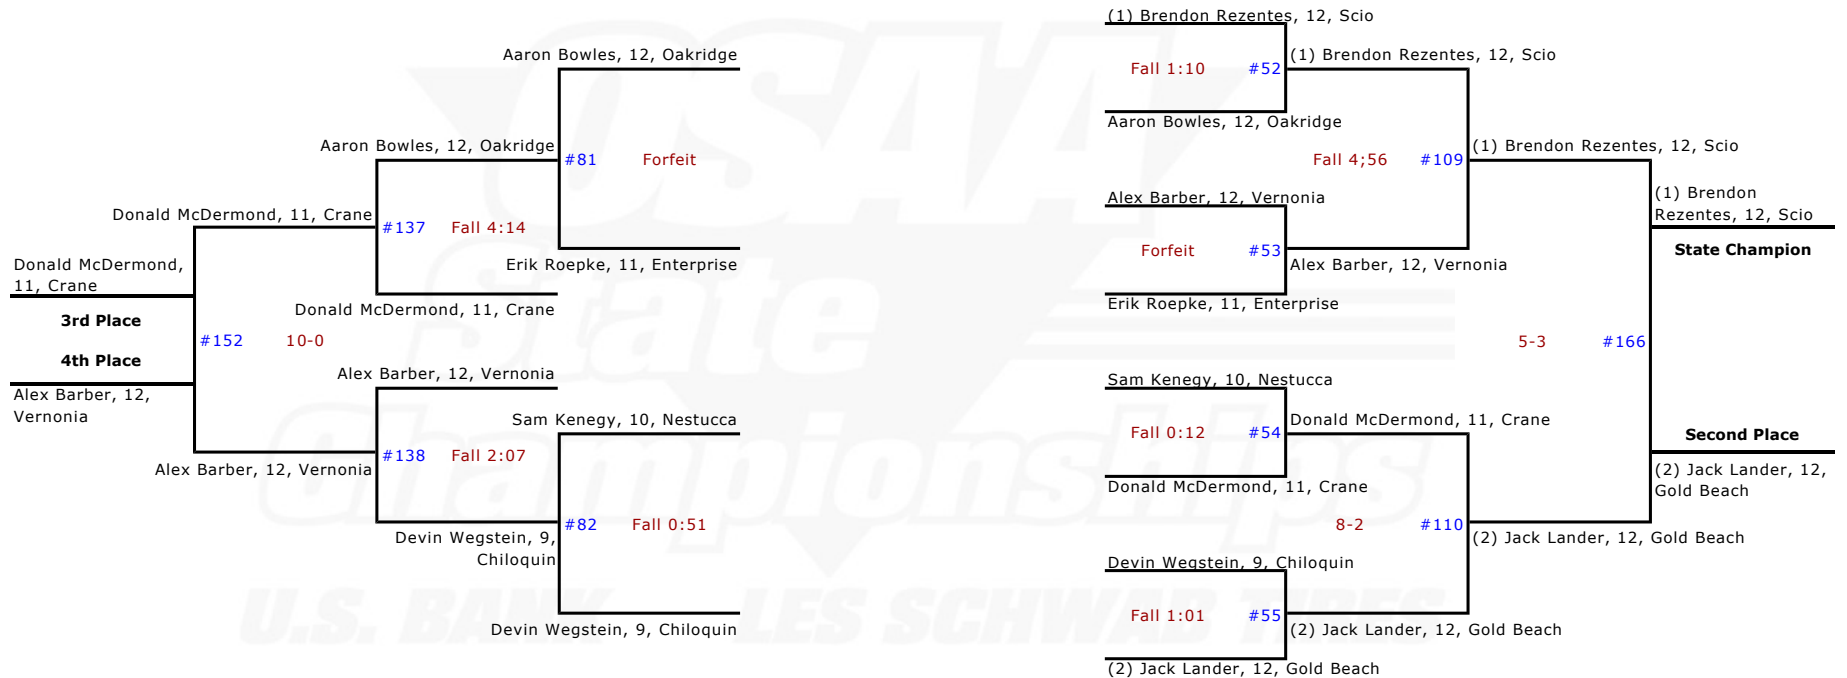 Aaron Bowles, 12, Oakridge
Aaron Bowles, 12, Oakridge
#81 Forfeit
Donald McDermond, 11, Crane
#137 Fall 4:14
Erik Roepke, 11, Enterprise
Donald McDermond,
11, Crane
Donald McDermond, 11, Crane
3rd Place
#152 10-0
4th Place
Alex Barber, 12, Vernonia
Alex Barber, 12,
Vernonia
Sam Kenegy, 10, Nestucca
Alex Barber, 12, Vernonia
#138 Fall 2:07
Devin Wegstein, 9,
Chiloquin
#82 Fall 0:51
Devin Wegstein, 9, Chiloquin
(1) Brendon Rezentes, 12, Scio
Fall 1:10 #52
(1) Brendon Rezentes, 12, Scio
Aaron Bowles, 12, Oakridge
Fall 4;56 #109
(1) Brendon Rezentes, 12, Scio
Alex Barber, 12, Vernonia
Forfeit #53
Alex Barber, 12, Vernonia
Erik Roepke, 11, Enterprise
(1) Brendon
Rezentes, 12, Scio
State Champion
5-3 #166
Sam Kenegy, 10, Nestucca
Fall 0:12 #54
Donald McDermond, 11, Crane
Donald McDermond, 11, Crane
8-2 #110
Second Place
(2) Jack Lander, 12,
Gold Beach
(2) Jack Lander, 12, Gold Beach
Devin Wegstein, 9, Chiloquin
Fall 1:01 #55
(2) Jack Lander, 12, Gold Beach
(2) Jack Lander, 12, Gold Beach
OSAA
State
Championships
U.S. BANK LES SCHWAB TIRES